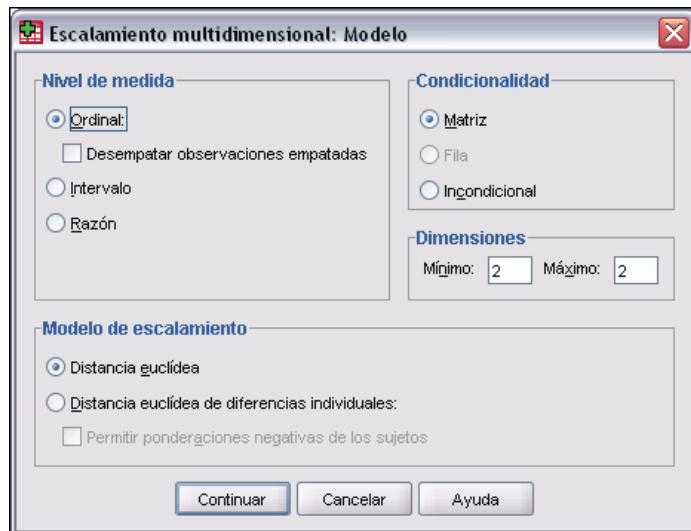 Escalamiento multidimensional: Modelo
Nivel de medida
Ordinal:
Desempatar observaciones empatadas
Intervalo
Razón
Condicionalidad
Matriz
Fila
Incondicional
Dimensiones
Mínimo: 2 Máximo: 2
Modelo de escalamiento
Distancia euclídea
Distancia euclídea de diferencias individuales:
Permitir ponderaciones negativas de los sujetos
Continuar Cancelar Ayuda